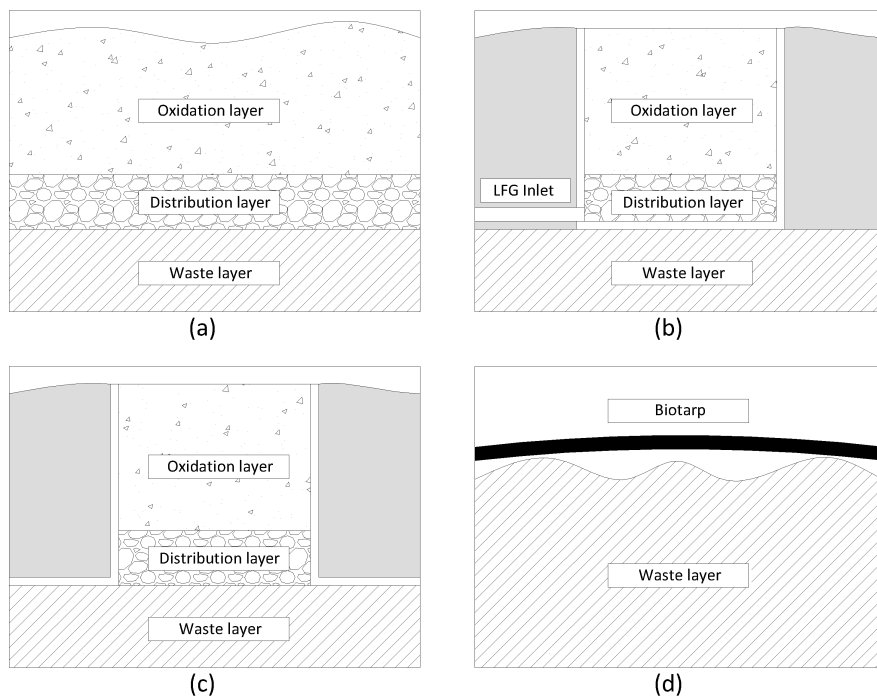 Oxidation layer
Distribution layer
Waste layer
(a)
Oxidation layer
LFG Inlet
Distribution layer
Waste layer
(b)
Oxidation layer
Distribution layer
Waste layer
(c)
Biotarp
Waste layer
(d)